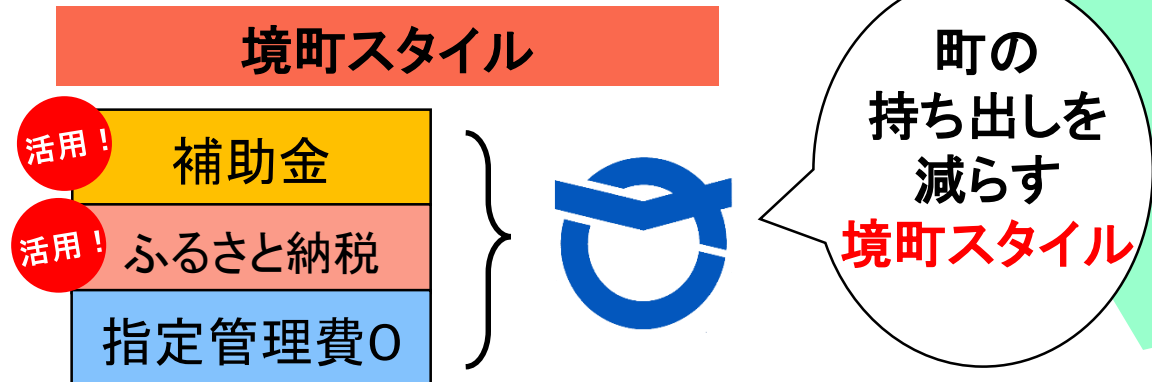 境町スタイル
活用！
補助金
活用！
ふるさと納税
指定管理費0
町の
持ち出しを
減らす
境町スタイル